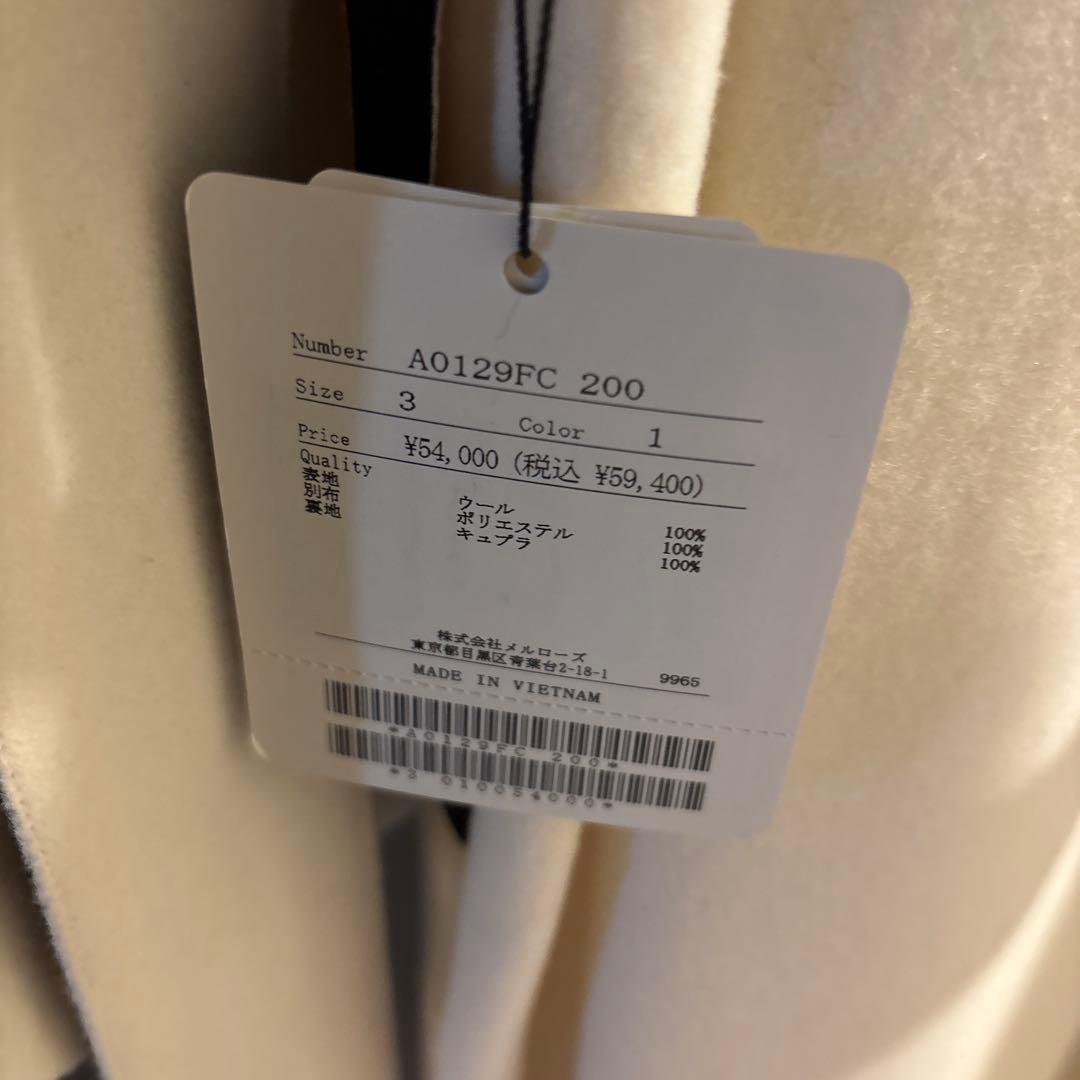 Number A0129FC 200
Size 3 Color 1
Price ¥54,000 (税込 ¥59,400)
Quality
表地 ウール 100%
別布 ポリエステル 100%
裏地 キュプラ 100%
株式会社メルローズ
東京都目黒区青葉台2-18-1 9965
MADE IN VIETNAM
*A0129FC 200*
*3 010054000*